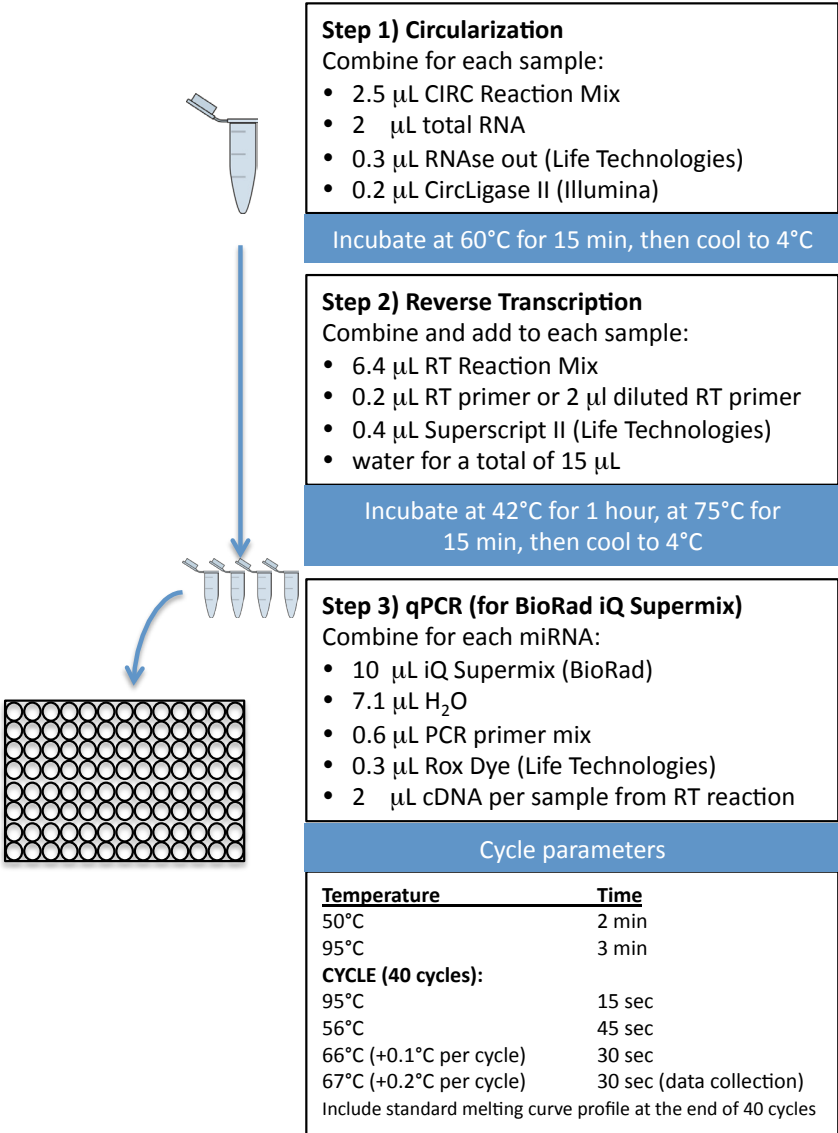 Step 1) Circularization
Combine for each sample:
• 2.5 μL CIRC Reaction Mix
• 2 μL total RNA
• 0.3 μL RNAse out (Life Technologies)
• 0.2 μL CircLigase II (Illumina)
Incubate at 60°C for 15 min, then cool to 4°C
Step 2) Reverse Transcription
Combine and add to each sample:
• 6.4 μL RT Reaction Mix
• 0.2 μL RT primer or 2 μl diluted RT primer
• 0.4 μL Superscript II (Life Technologies)
• water for a total of 15 μL
Incubate at 42°C for 1 hour, at 75°C for
15 min, then cool to 4°C
Step 3) qPCR (for BioRad iQ Supermix)
Combine for each miRNA:
• 10 μL iQ Supermix (BioRad)
• 7.1 μL H₂O
• 0.6 μL PCR primer mix
• 0.3 μL Rox Dye (Life Technologies)
• 2 μL cDNA per sample from RT reaction
Cycle parameters
Temperature Time
50°C 2 min
95°C 3 min
CYCLE (40 cycles):
95°C 15 sec
56°C 45 sec
66°C (+0.1°C per cycle) 30 sec
67°C (+0.2°C per cycle) 30 sec (data collection)
Include standard melting curve profile at the end of 40 cycles